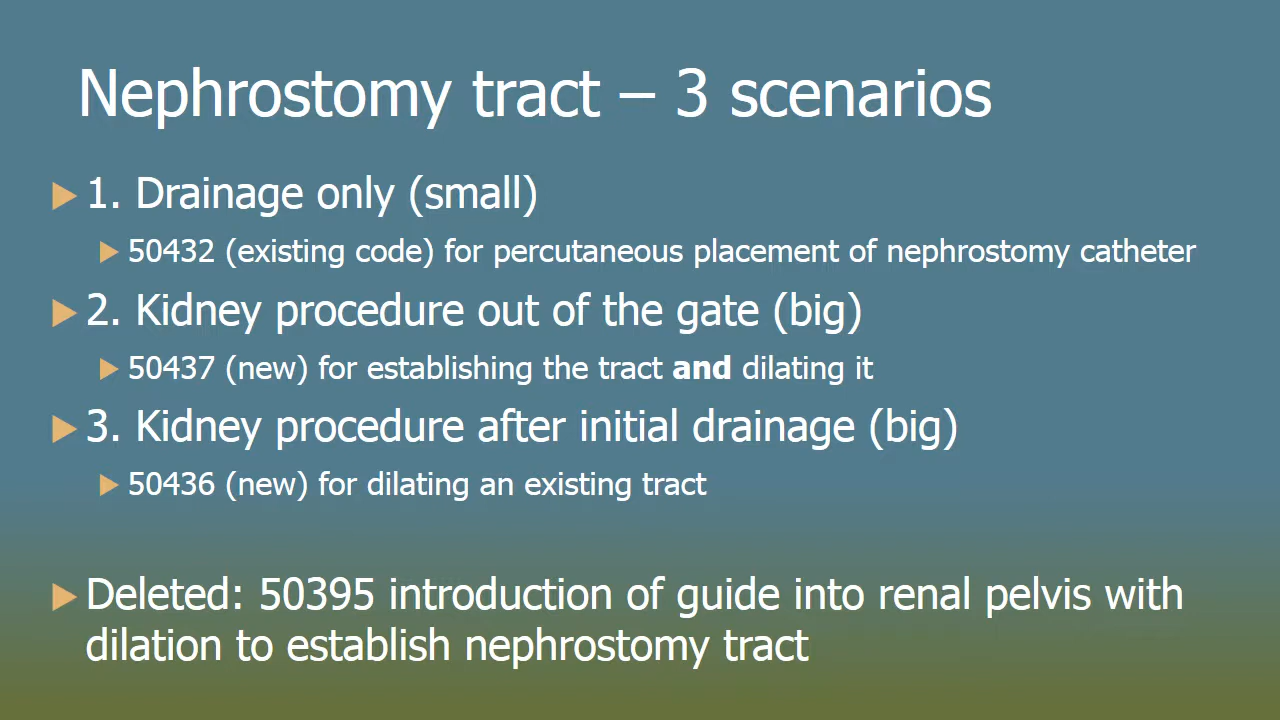 Nephrostomy tract – 3 scenarios
1. Drainage only (small)
50432 (existing code) for percutaneous placement of nephrostomy catheter
2. Kidney procedure out of the gate (big)
50437 (new) for establishing the tract and dilating it
3. Kidney procedure after initial drainage (big)
50436 (new) for dilating an existing tract
Deleted: 50395 introduction of guide into renal pelvis with
dilation to establish nephrostomy tract